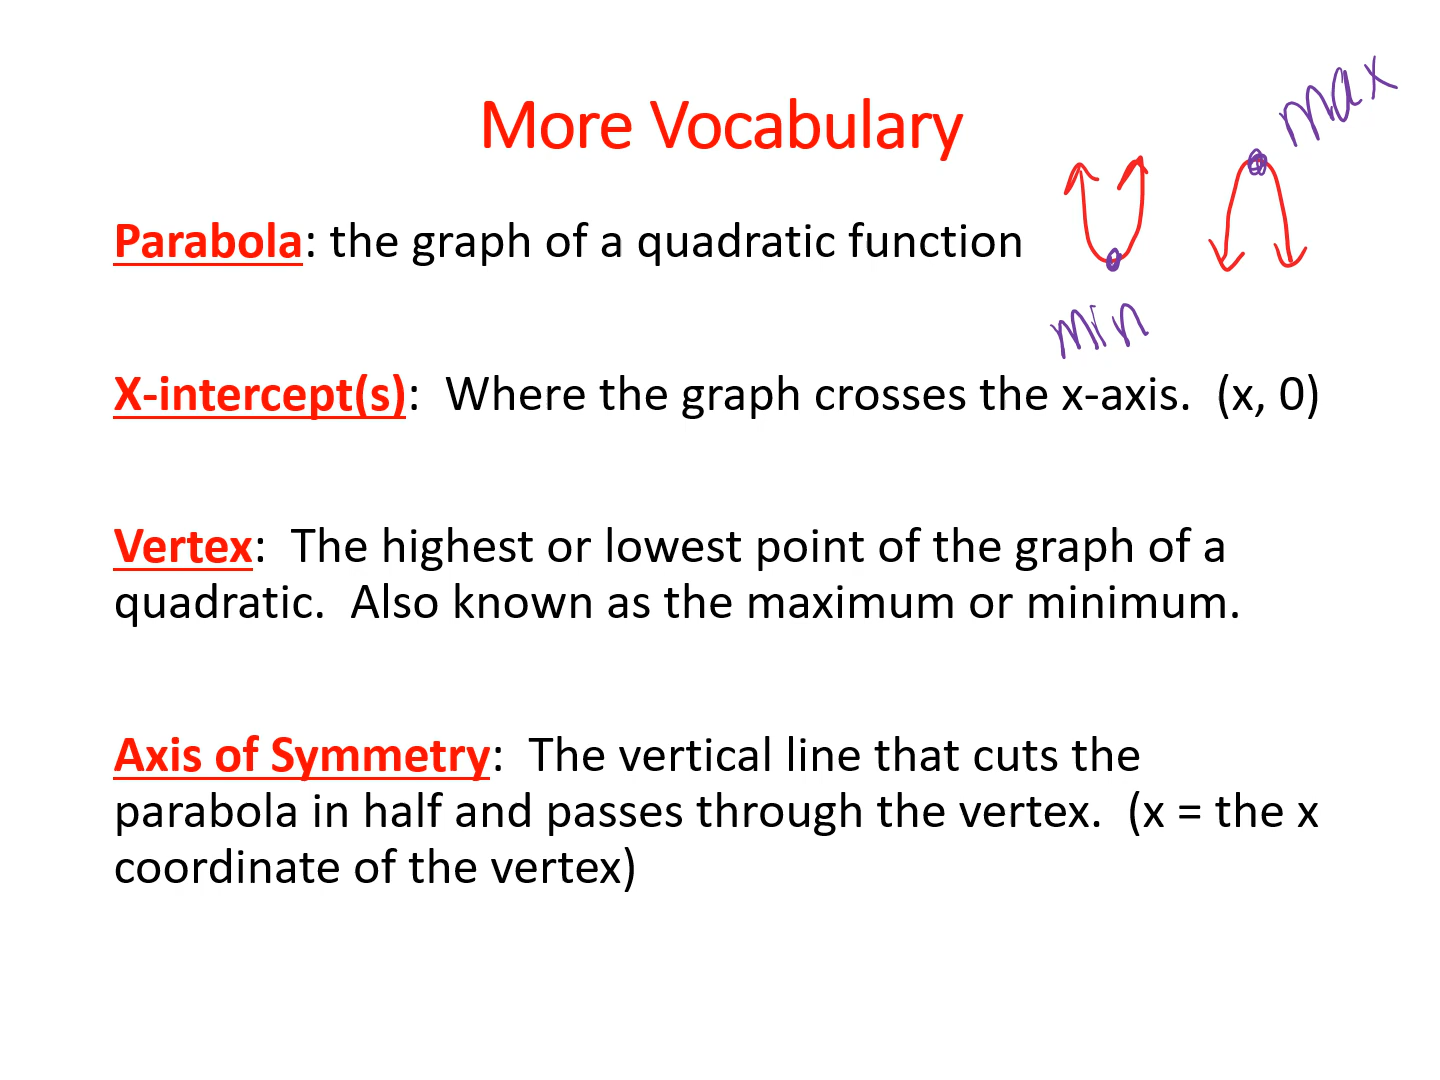 More Vocabulary
max
Parabola: the graph of a quadratic function
min
X-intercept(s):  Where the graph crosses the x-axis.  (x, 0)
Vertex:  The highest or lowest point of the graph of a
quadratic.  Also known as the maximum or minimum.
Axis of Symmetry:  The vertical line that cuts the
parabola in half and passes through the vertex.  (x = the x
coordinate of the vertex)